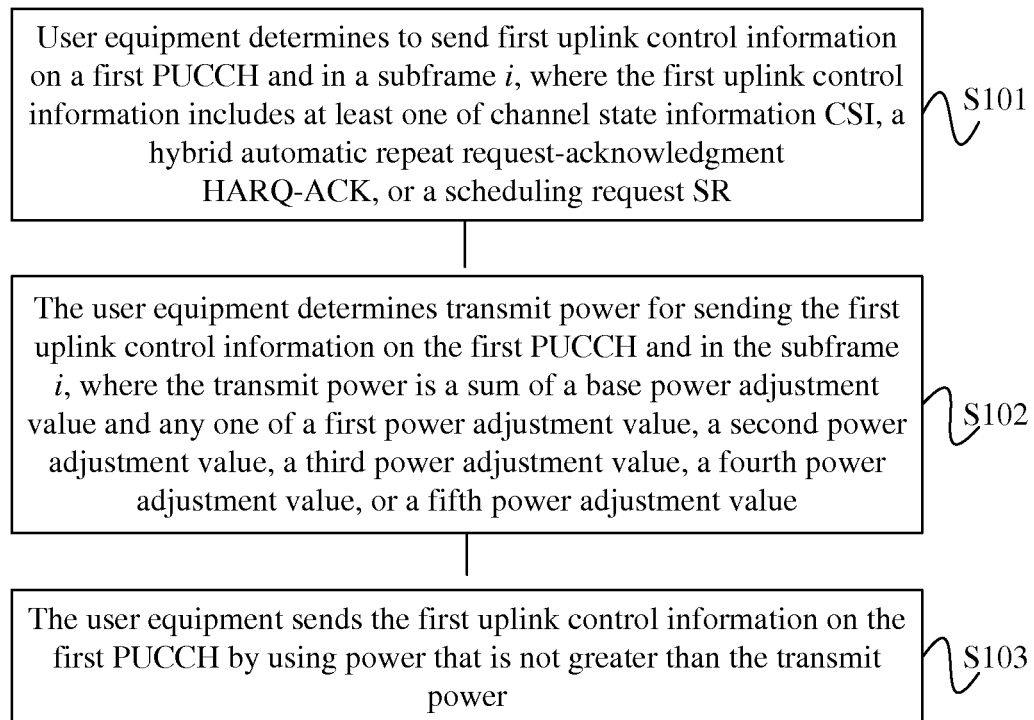 User equipment determines to send first uplink control information
on a first PUCCH and in a subframe i, where the first uplink control
information includes at least one of channel state information CSI, a
hybrid automatic repeat request-acknowledgment
HARQ-ACK, or a scheduling request SR
S101
The user equipment determines transmit power for sending the first
uplink control information on the first PUCCH and in the subframe
i, where the transmit power is a sum of a base power adjustment
value and any one of a first power adjustment value, a second power
adjustment value, a third power adjustment value, a fourth power
adjustment value, or a fifth power adjustment value
S102
The user equipment sends the first uplink control information on the
first PUCCH by using power that is not greater than the transmit
power
S103